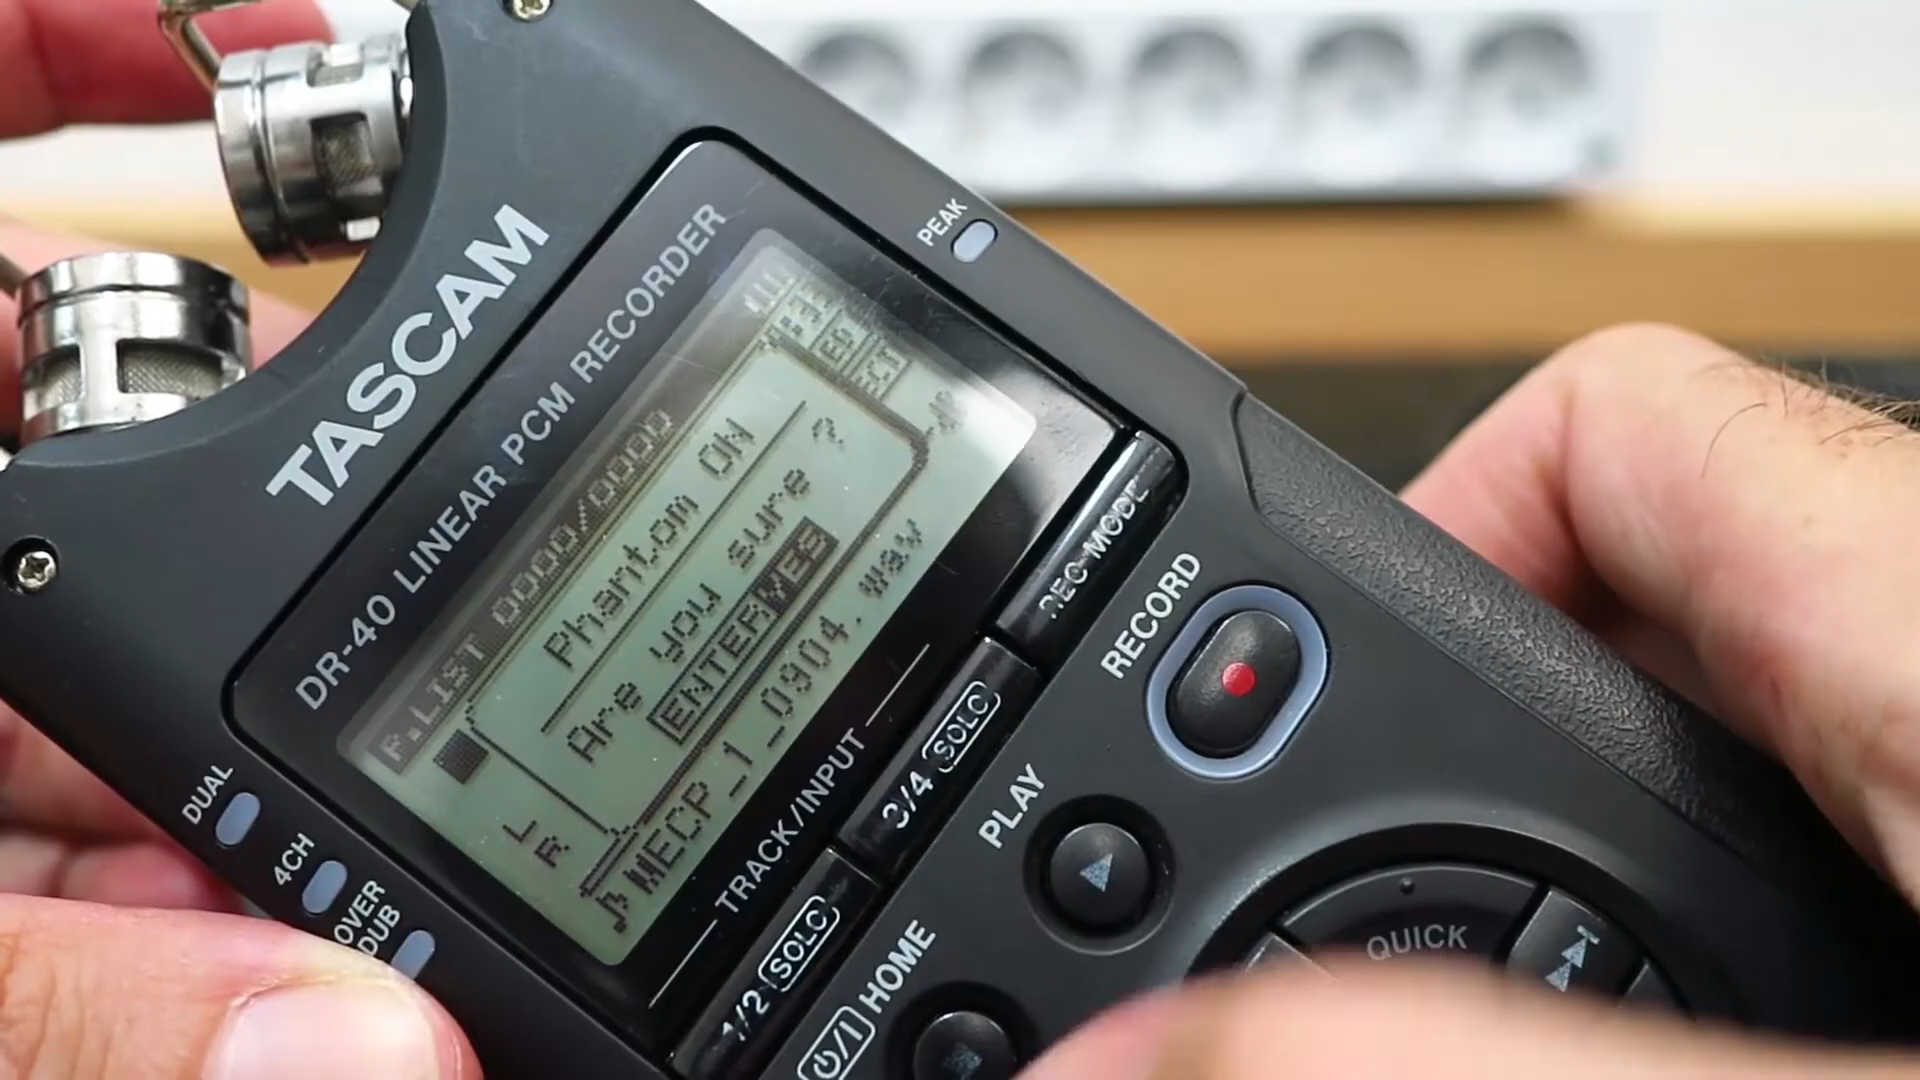 TASCAM
DR-40 LINEAR PCM RECORDER
PEAK
F.LIST 0000/0000
Phantom ON
Are you sure ?
ENTER YES
L
R
MECP_1_0904.wav
TRACK/INPUT
1/2 SOLO
3/4 SOLO
REC MODE
DUAL
4CH
OVER
DUB
RECORD
PLAY
HOME
QUICK